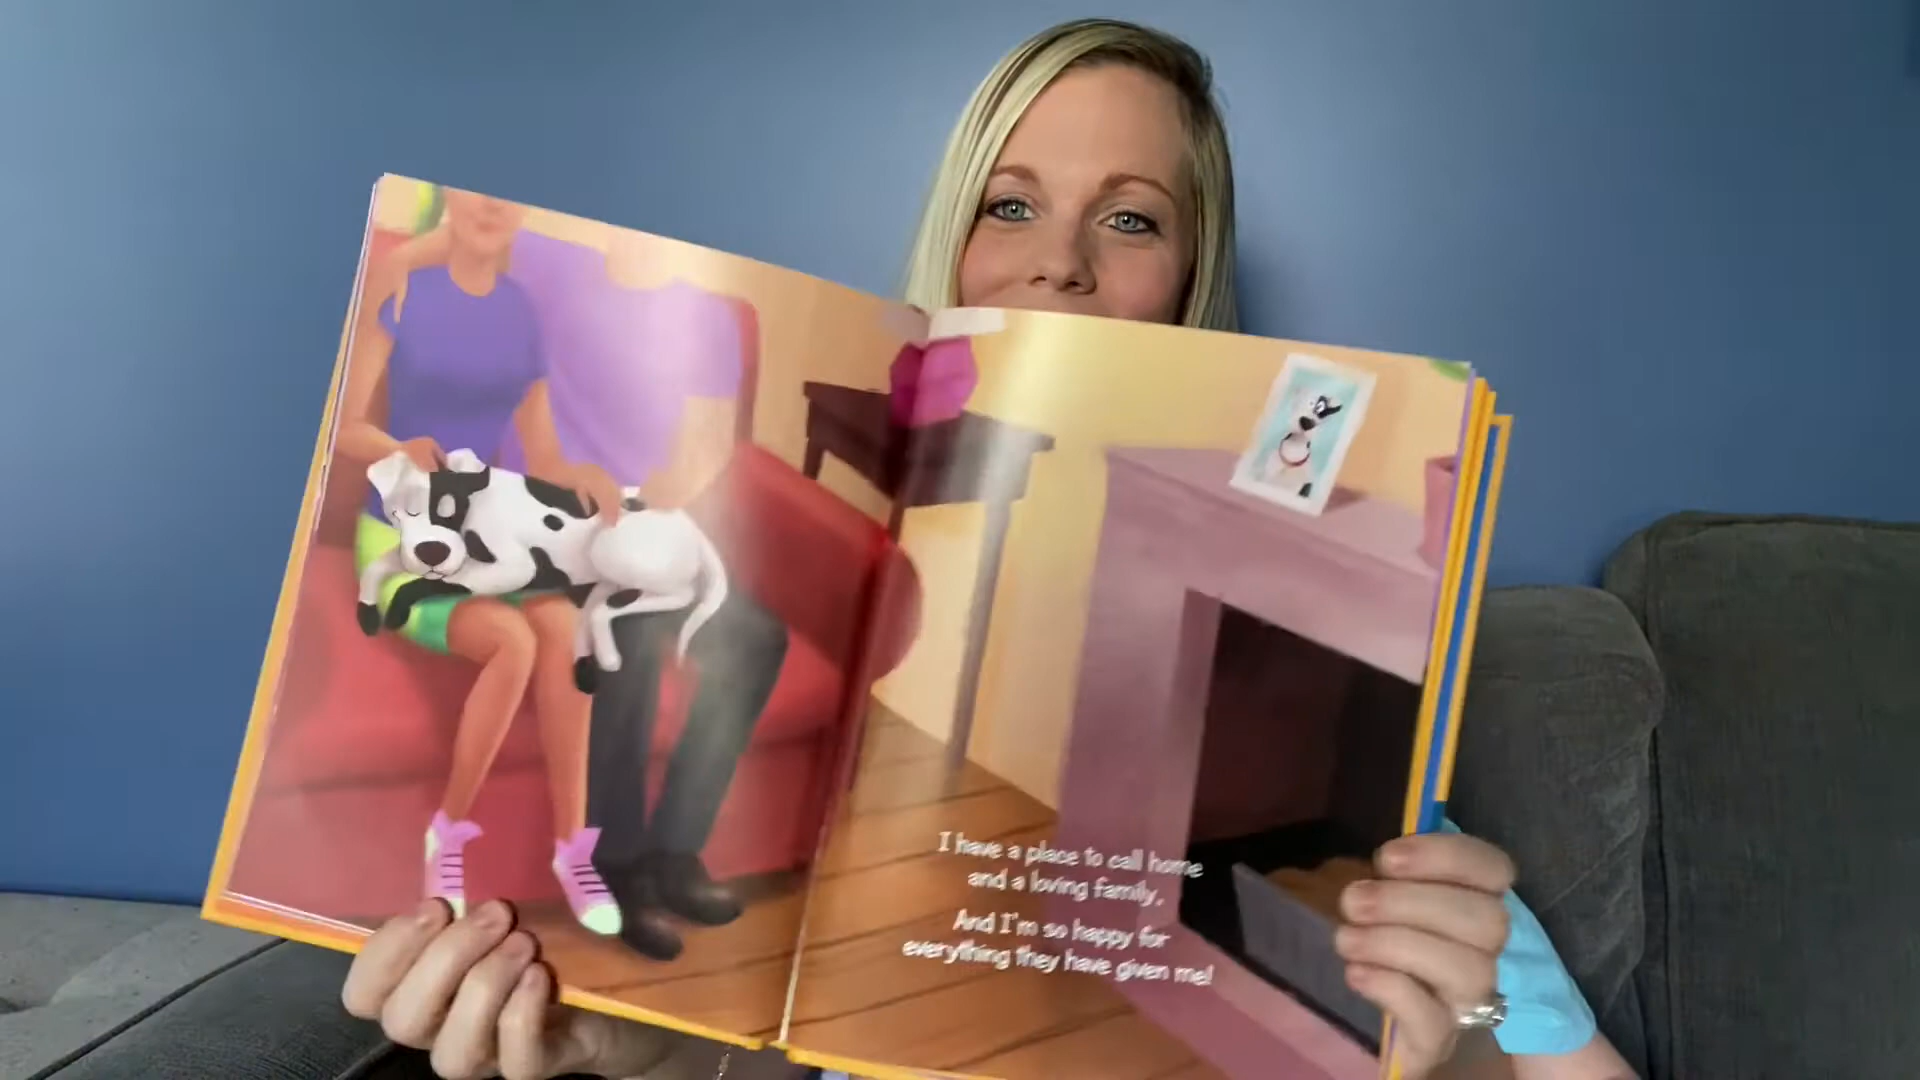 I have a place to call home
and a loving family,
And I'm so happy for
everything they have given me!